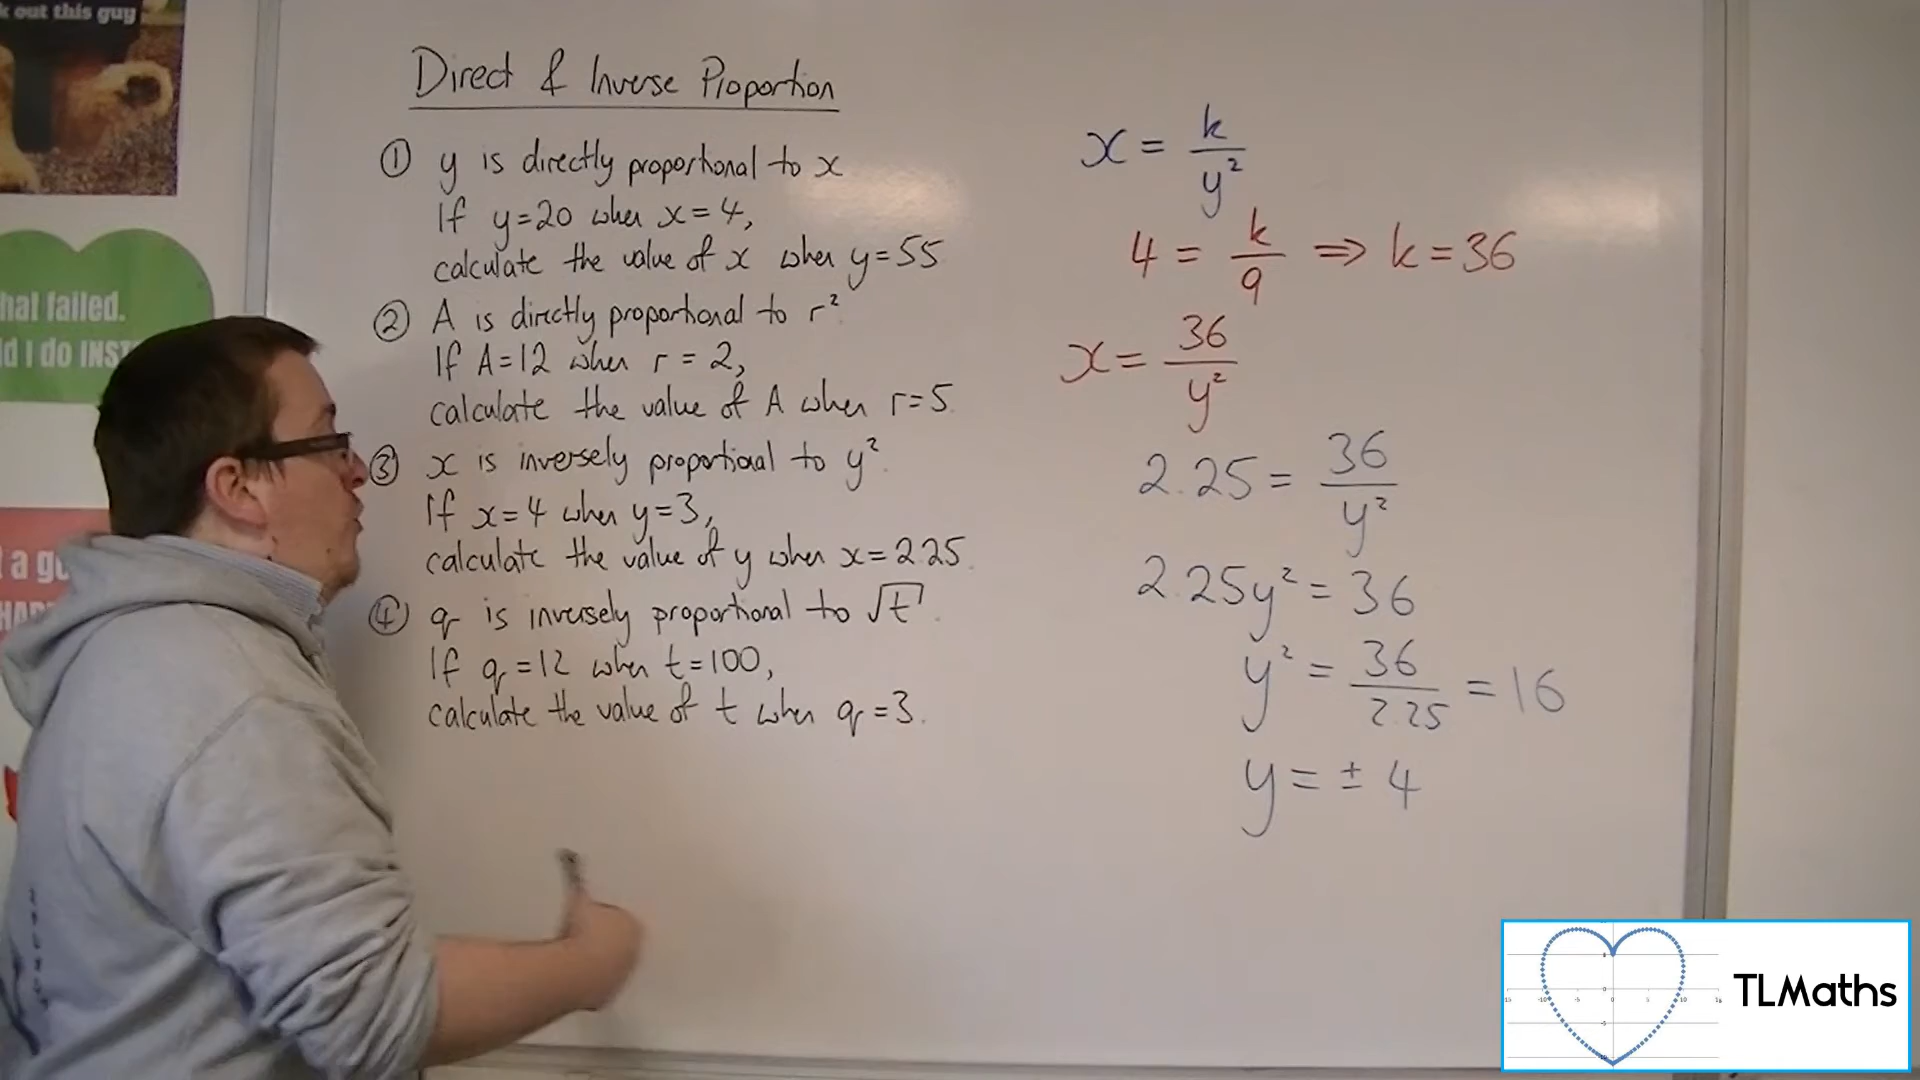 k out this guy
hat failed.
d I do INST
t a go
HAP
Direct & Inverse Proportion
① y is directly proportional to x
If y=20 when x=4,
calculate the value of x when y=55
② A is directly proportional to r².
If A=12 when r=2,
calculate the value of A when r=5.
③ x is inversely proportional to y².
If x=4 when y=3,
calculate the value of y when x=2.25.
④ q is inversely proportional to √t.
If q=12 when t=100,
calculate the value of t when q=3.
x = k/y²
4 = k/9 ⇒ k=36
x = 36/y²
2.25 = 36/y²
2.25y² = 36
y² = 36/2.25 = 16
y = ± 4
TLMaths